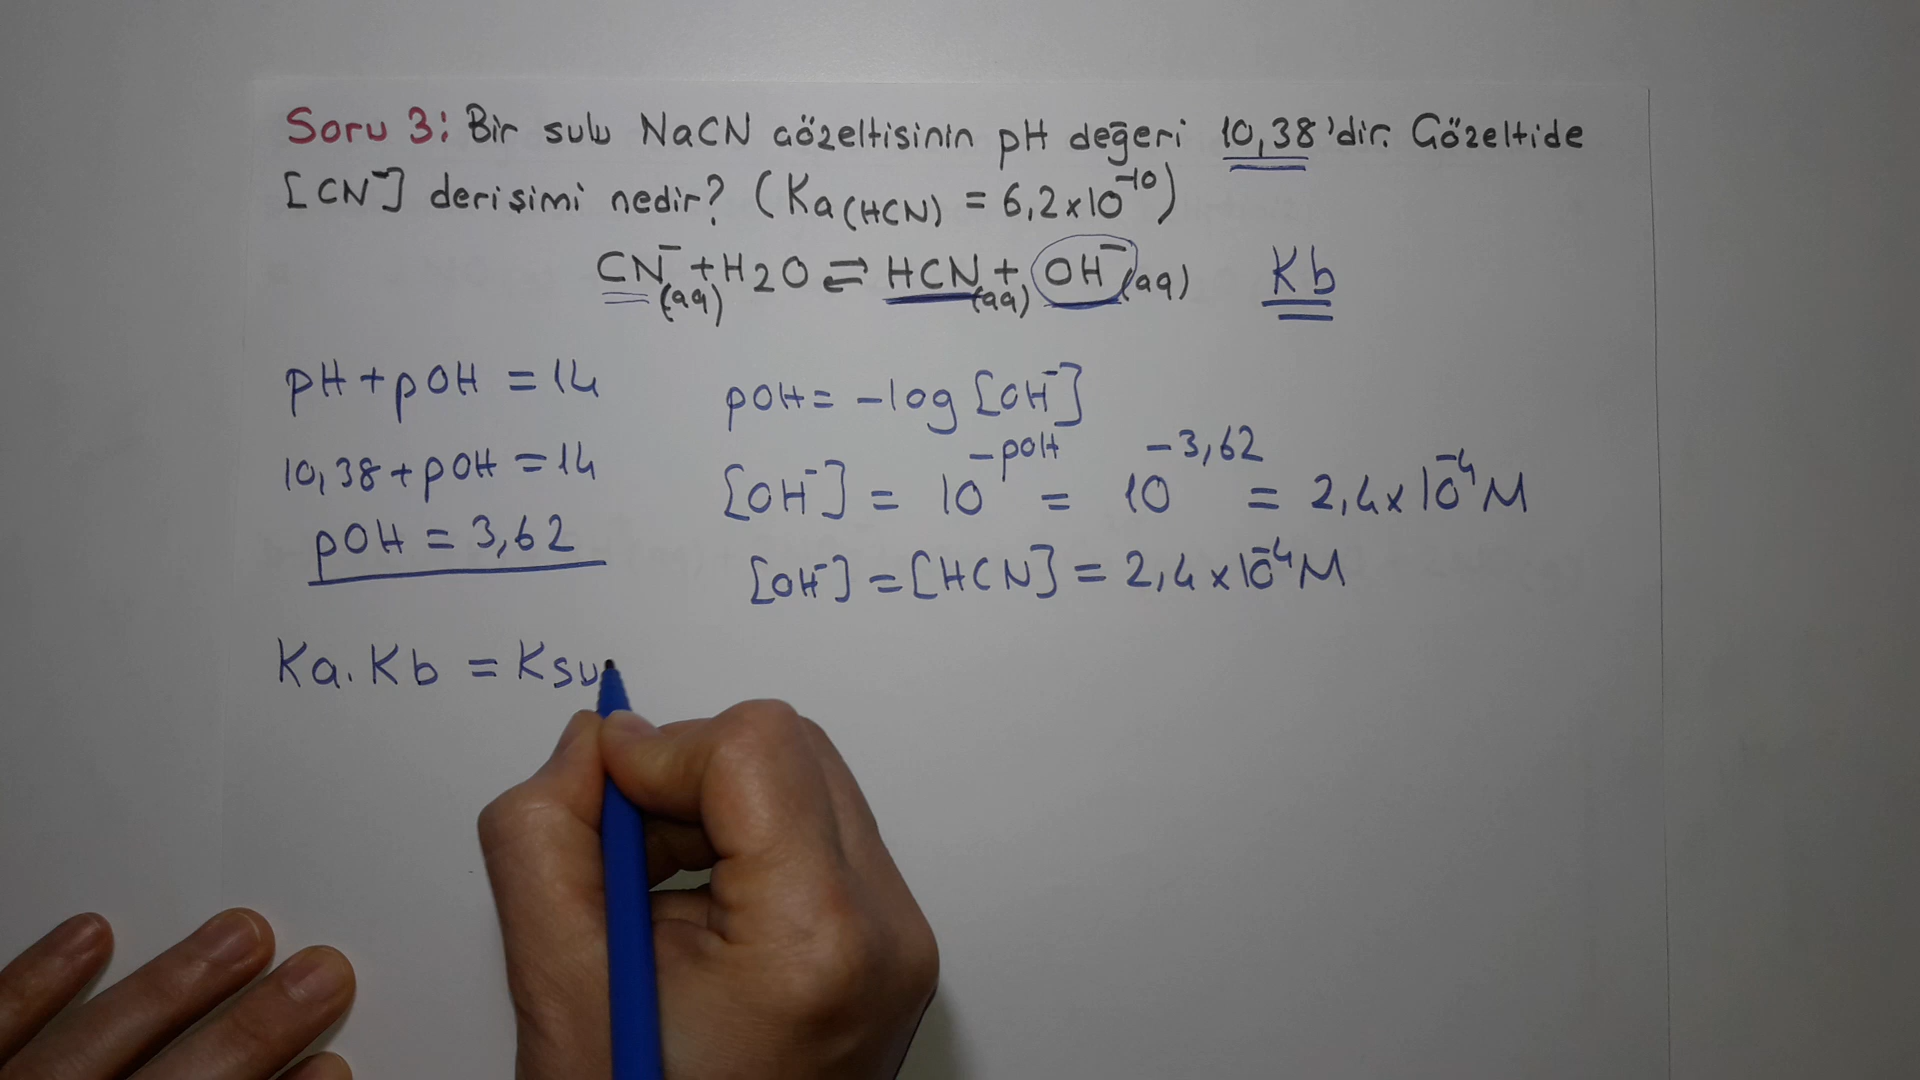 Soru 3: Bir sulu NaCN çözeltisinin pH değeri 10,38'dir. Çözeltide
[CN⁻] derişimi nedir? (Ka(HCN) = 6,2x10⁻¹⁰)
CN⁻(aq) + H2O ⇌ HCN(aq) + OH⁻(aq) Kb
pH + pOH = 14
10,38 + pOH = 14
pOH = 3,62
pOH = -log [OH⁻]
[OH⁻] = 10^-pOH = 10^-3,62 = 2,4x10⁻⁴M
[OH⁻] = [HCN] = 2,4x10⁻⁴M
Ka.Kb = Ksu